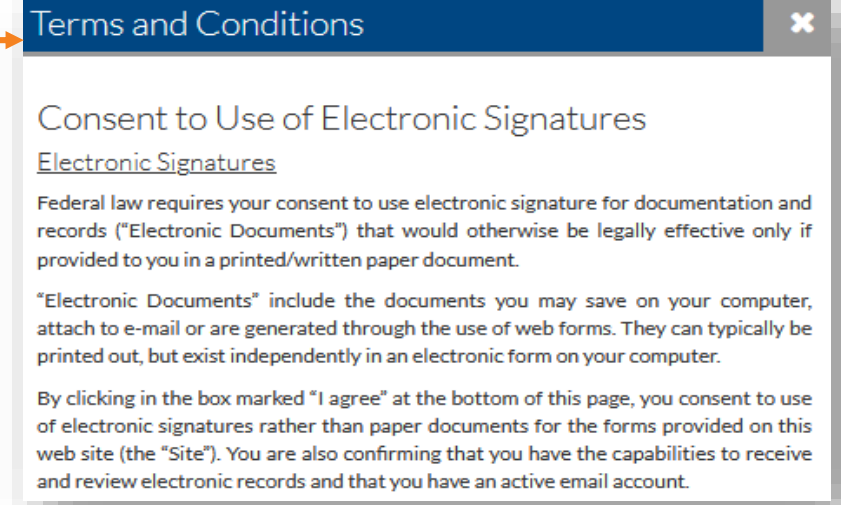 Terms and Conditions
Consent to Use of Electronic Signatures
Electronic Signatures
Federal law requires your consent to use electronic signature for documentation and
records (“Electronic Documents”) that would otherwise be legally effective only if
provided to you in a printed/written paper document.
“Electronic Documents” include the documents you may save on your computer,
attach to e-mail or are generated through the use of web forms. They can typically be
printed out, but exist independently in an electronic form on your computer.
By clicking in the box marked “I agree” at the bottom of this page, you consent to use
of electronic signatures rather than paper documents for the forms provided on this
web site (the “Site”). You are also confirming that you have the capabilities to receive
and review electronic records and that you have an active email account.